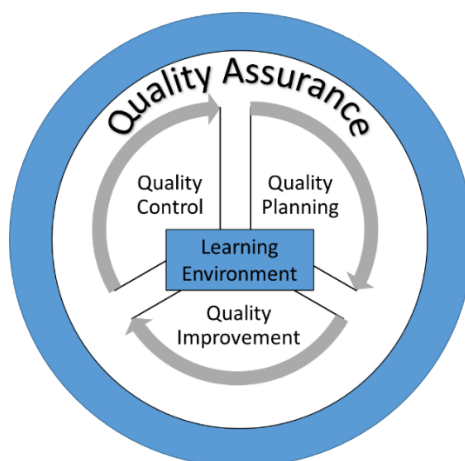 Quality Assurance
Quality
Control
Quality
Planning
Learning
Environment
Quality
Improvement